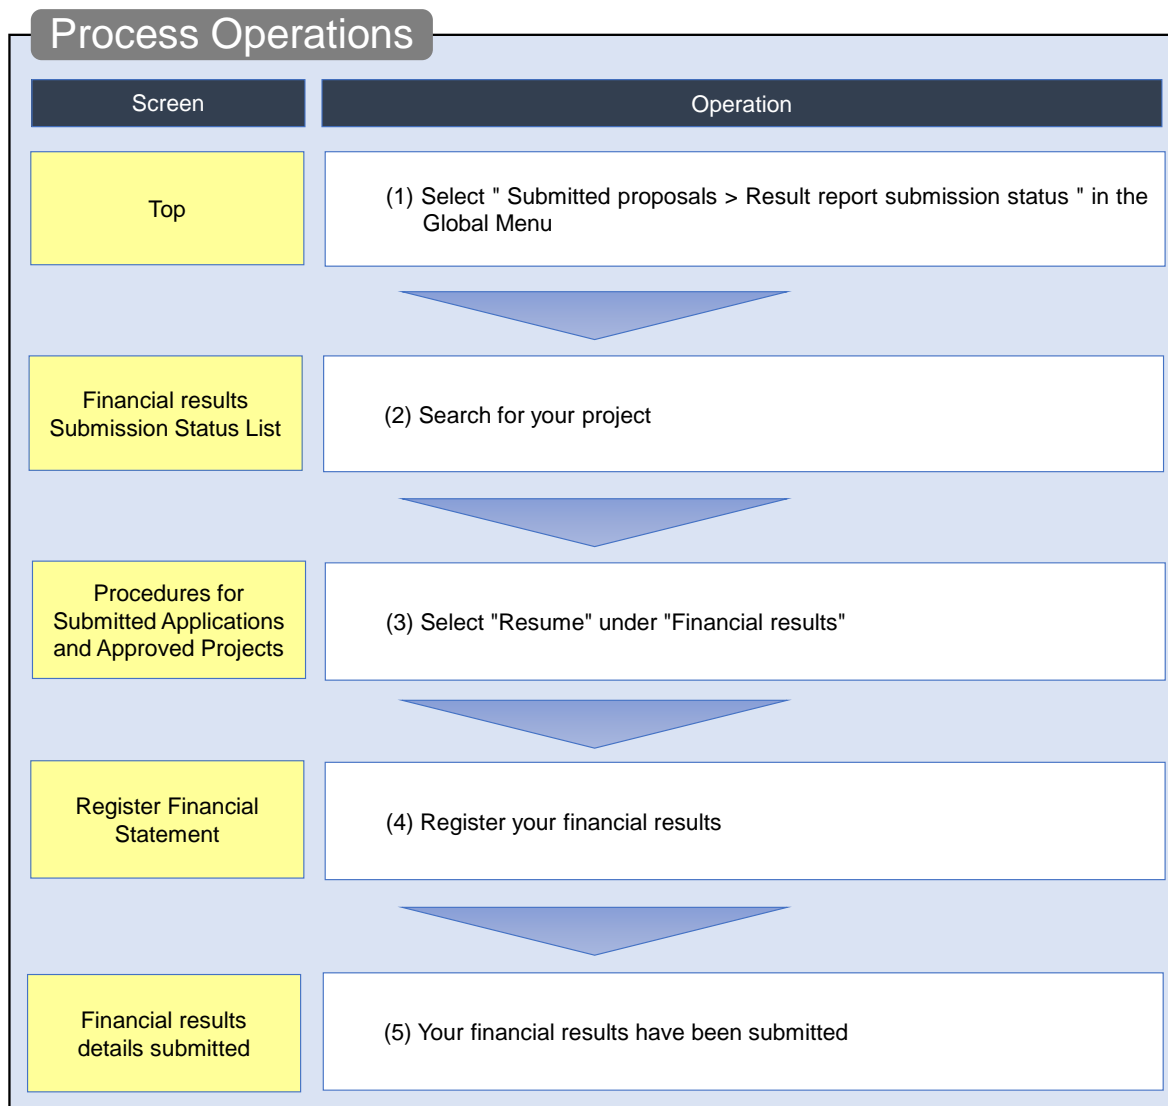 Process Operations
Screen
Operation
Top
(1) Select " Submitted proposals > Result report submission status " in the
Global Menu
Financial results
Submission Status List
(2) Search for your project
Procedures for
Submitted Applications
and Approved Projects
(3) Select "Resume" under "Financial results"
Register Financial
Statement
(4) Register your financial results
Financial results
details submitted
(5) Your financial results have been submitted